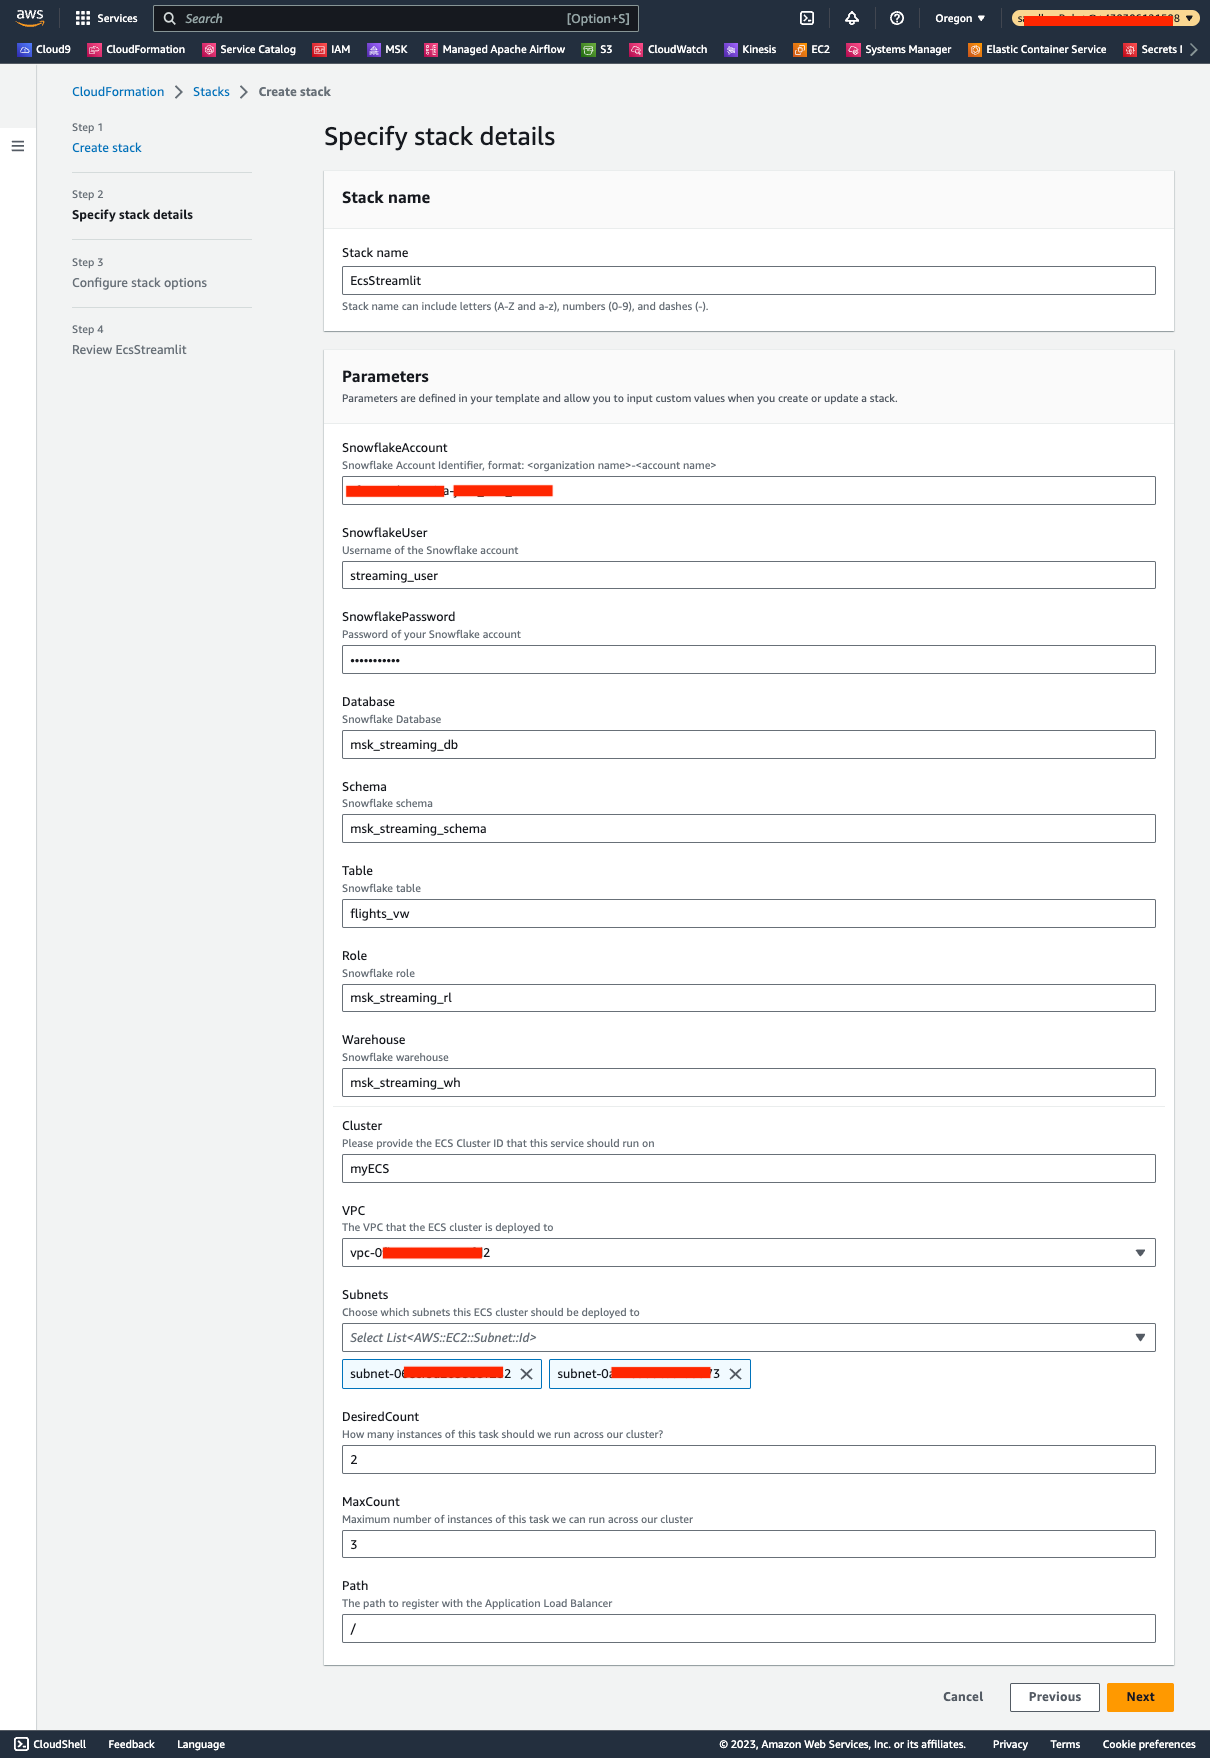 aws
Services
Search [Option+S]
Oregon
Cloud9 CloudFormation Service Catalog IAM MSK Managed Apache Airflow S3 CloudWatch Kinesis EC2 Systems Manager Elastic Container Service Secrets
CloudFormation Stacks Create stack
Step 1
Create stack
Step 2
Specify stack details
Step 3
Configure stack options
Step 4
Review EcsStreamlit
Specify stack details
Stack name
Stack name
EcsStreamlit
Stack name can include letters (A-Z and a-z), numbers (0-9), and dashes (-).
Parameters
Parameters are defined in your template and allow you to input custom values when you create or update a stack.
SnowflakeAccount
Snowflake Account Identifier, format: <organization name>-<account name>
a-
SnowflakeUser
Username of the Snowflake account
streaming_user
SnowflakePassword
Password of your Snowflake account
•••••••••••
Database
Snowflake Database
msk_streaming_db
Schema
Snowflake schema
msk_streaming_schema
Table
Snowflake table
flights_vw
Role
Snowflake role
msk_streaming_rl
Warehouse
Snowflake warehouse
msk_streaming_wh
Cluster
Please provide the ECS Cluster ID that this service should run on
myECS
VPC
The VPC that the ECS cluster is deployed to
vpc-0 2
Subnets
Choose which subnets this ECS cluster should be deployed to
Select List<AWS::EC2::Subnet::Id>
subnet-0 2 subnet-0 3
DesiredCount
How many instances of this task should we run across our cluster?
2
MaxCount
Maximum number of instances of this task we can run across our cluster
3
Path
The path to register with the Application Load Balancer
/
Cancel Previous Next
CloudShell Feedback Language © 2023, Amazon Web Services, Inc. or its affiliates. Privacy Terms Cookie preferences